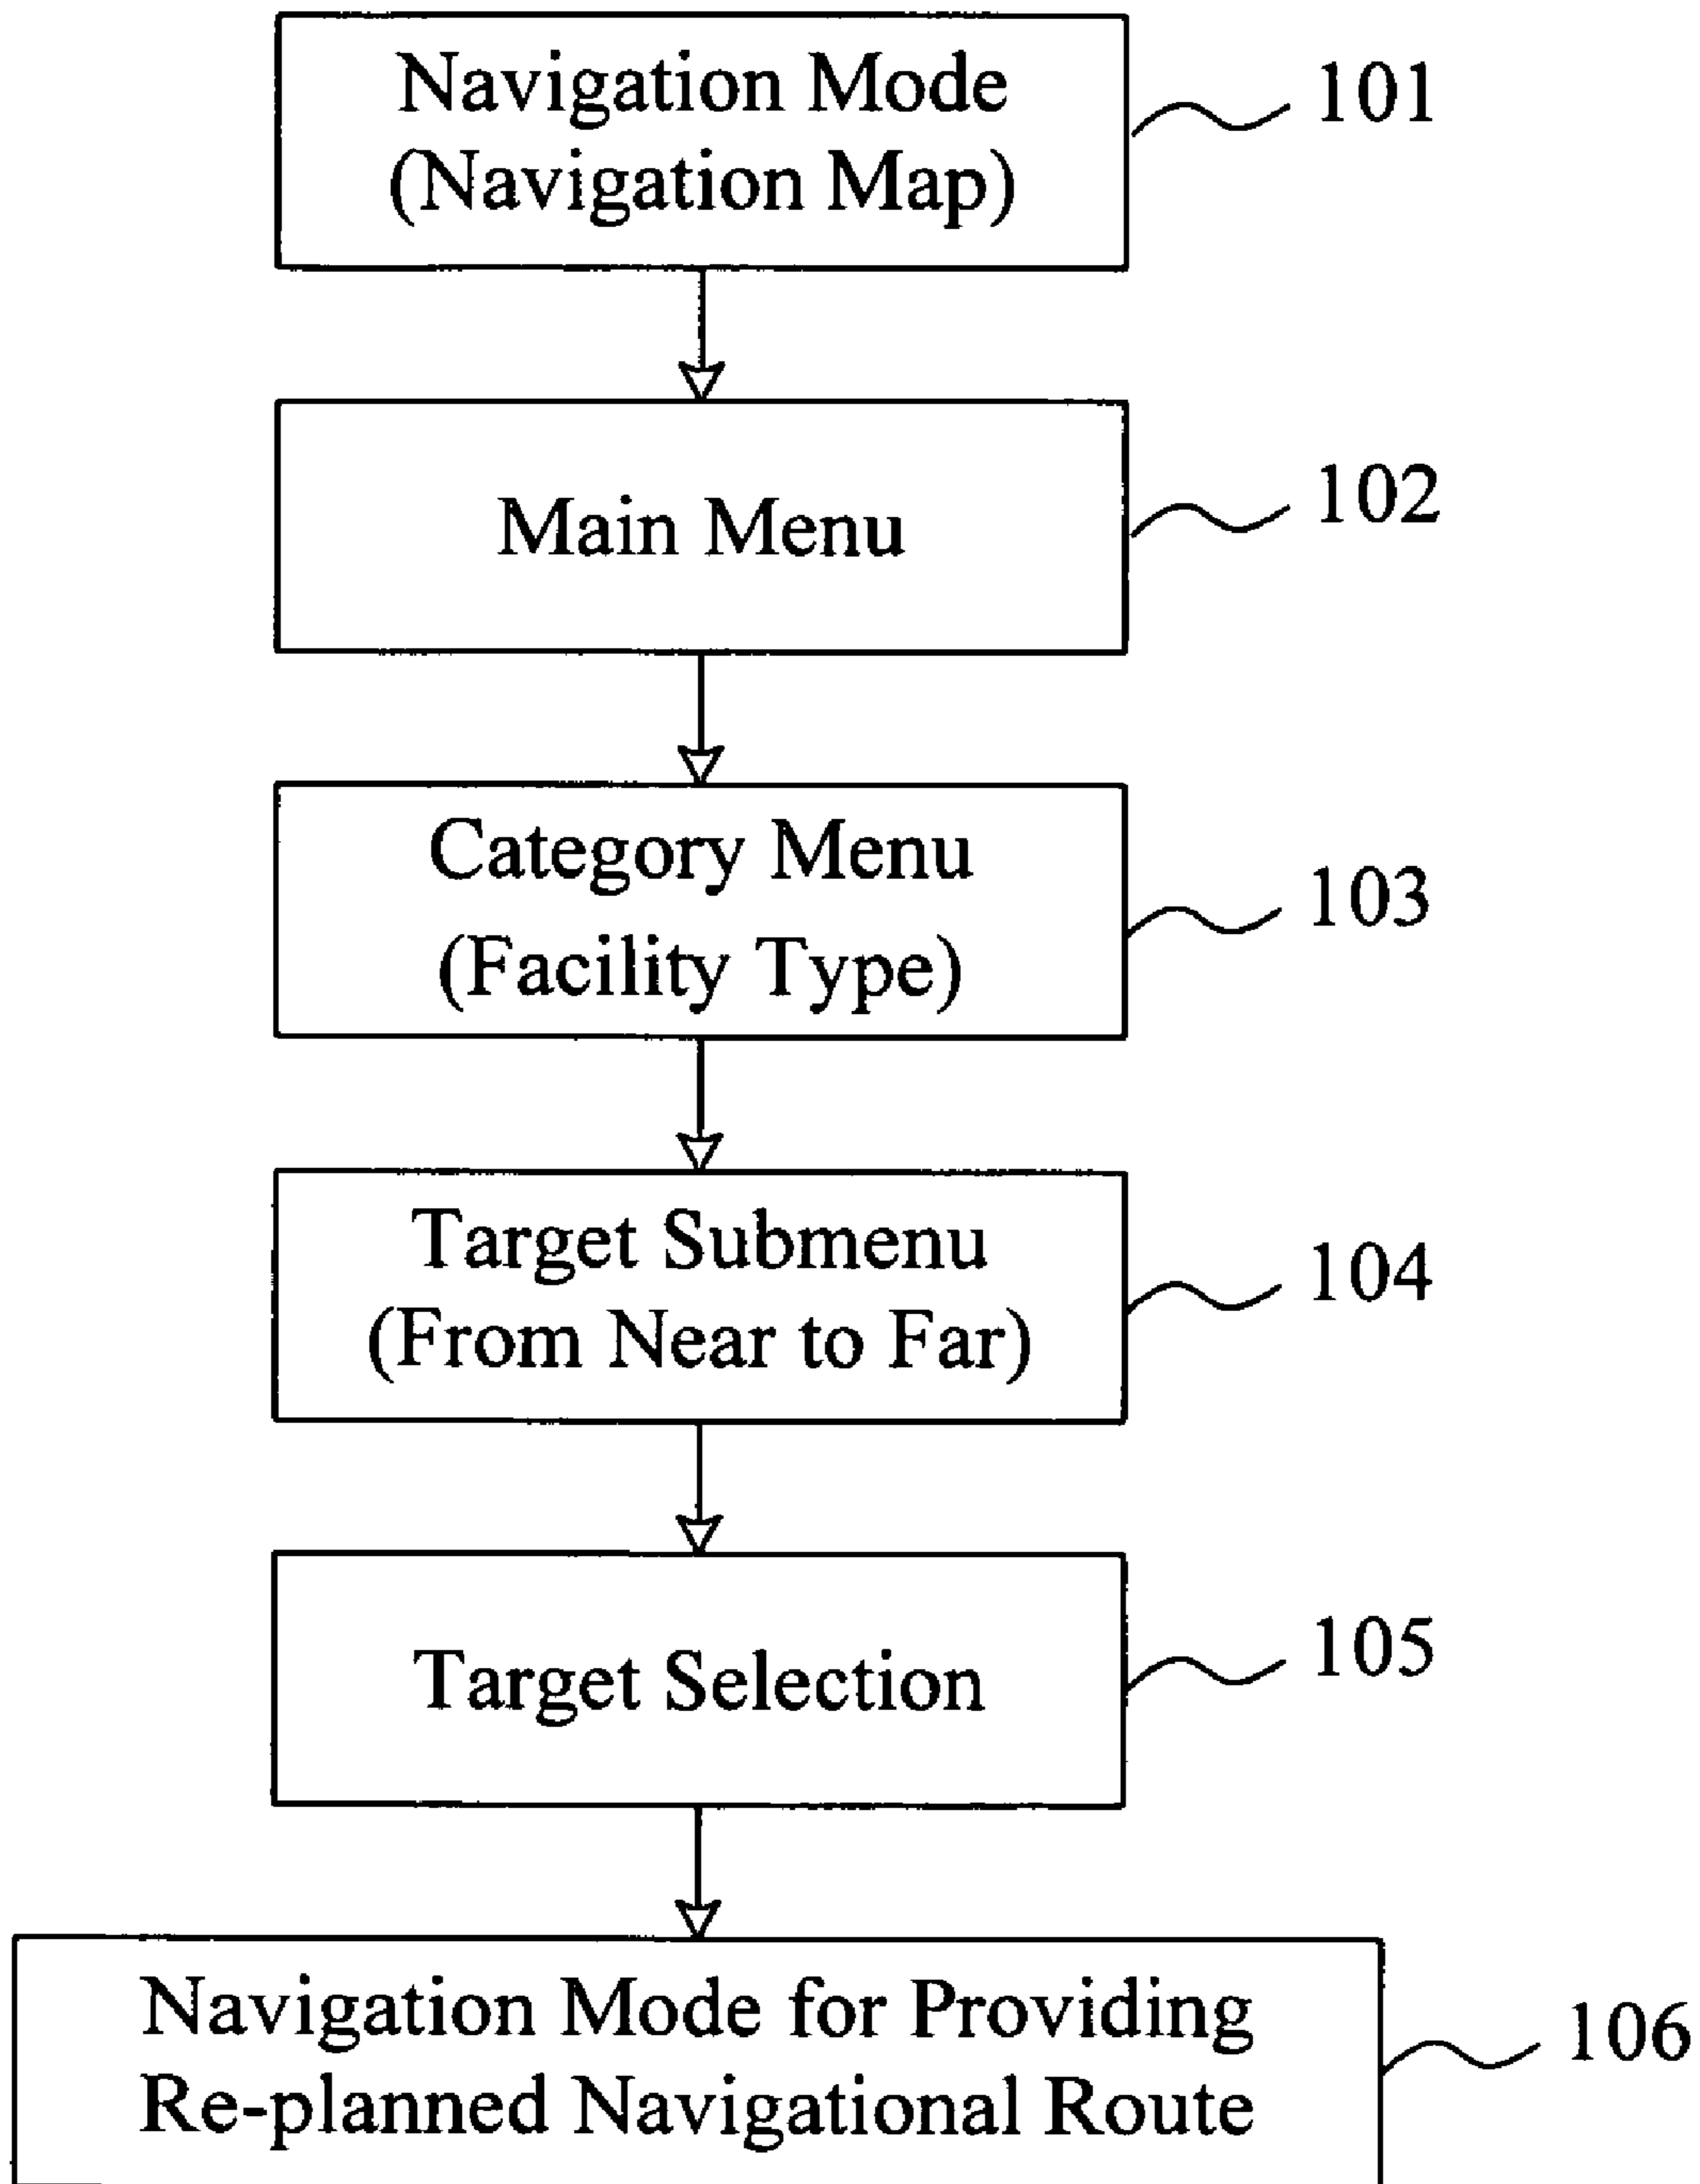 Navigation Mode
(Navigation Map)
101
Main Menu
102
Category Menu
(Facility Type)
103
Target Submenu
(From Near to Far)
104
Target Selection
105
Navigation Mode for Providing
Re-planned Navigational Route
106